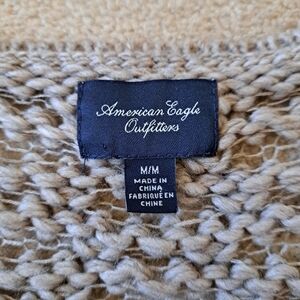 American Eagle
Outfitters
M/M
MADE IN
CHINA
FABRIQUÉ EN
CHINE